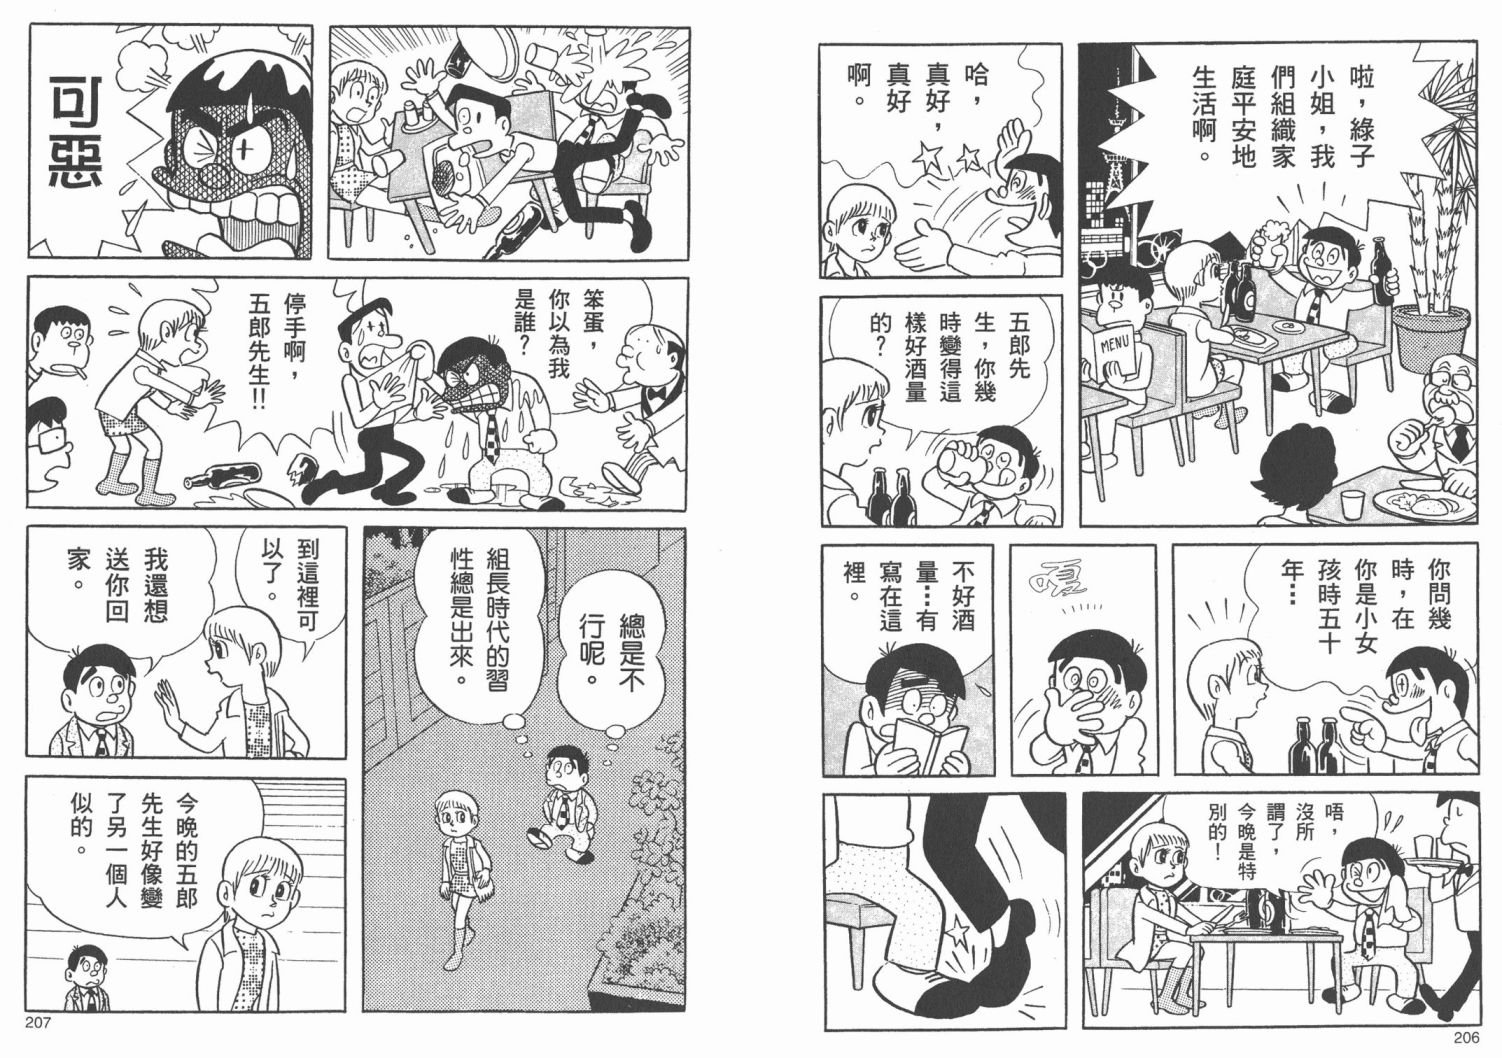 啦，綠子
小姐，我
們組織家
庭平安地
生活啊。
MENU
哈，
真好，
真好
啊。
五郎先
生，你幾
時變得這
樣好酒量
的？
你問幾
時，在
你是小女
孩時五十
年…
嗯
不好酒
量…有
寫在這
裡。
唔，
沒所
謂了，
今晚是特
別的！
206
可惡
笨蛋，
你以為我
是誰？
停手啊，
五郎先生!!
總是不
行呢。
組長時代的習
性總是出來。
到這裡可
以了。
我還想
送你回
家。
今晚的五郎
先生好像變
了另一個人
似的。
207